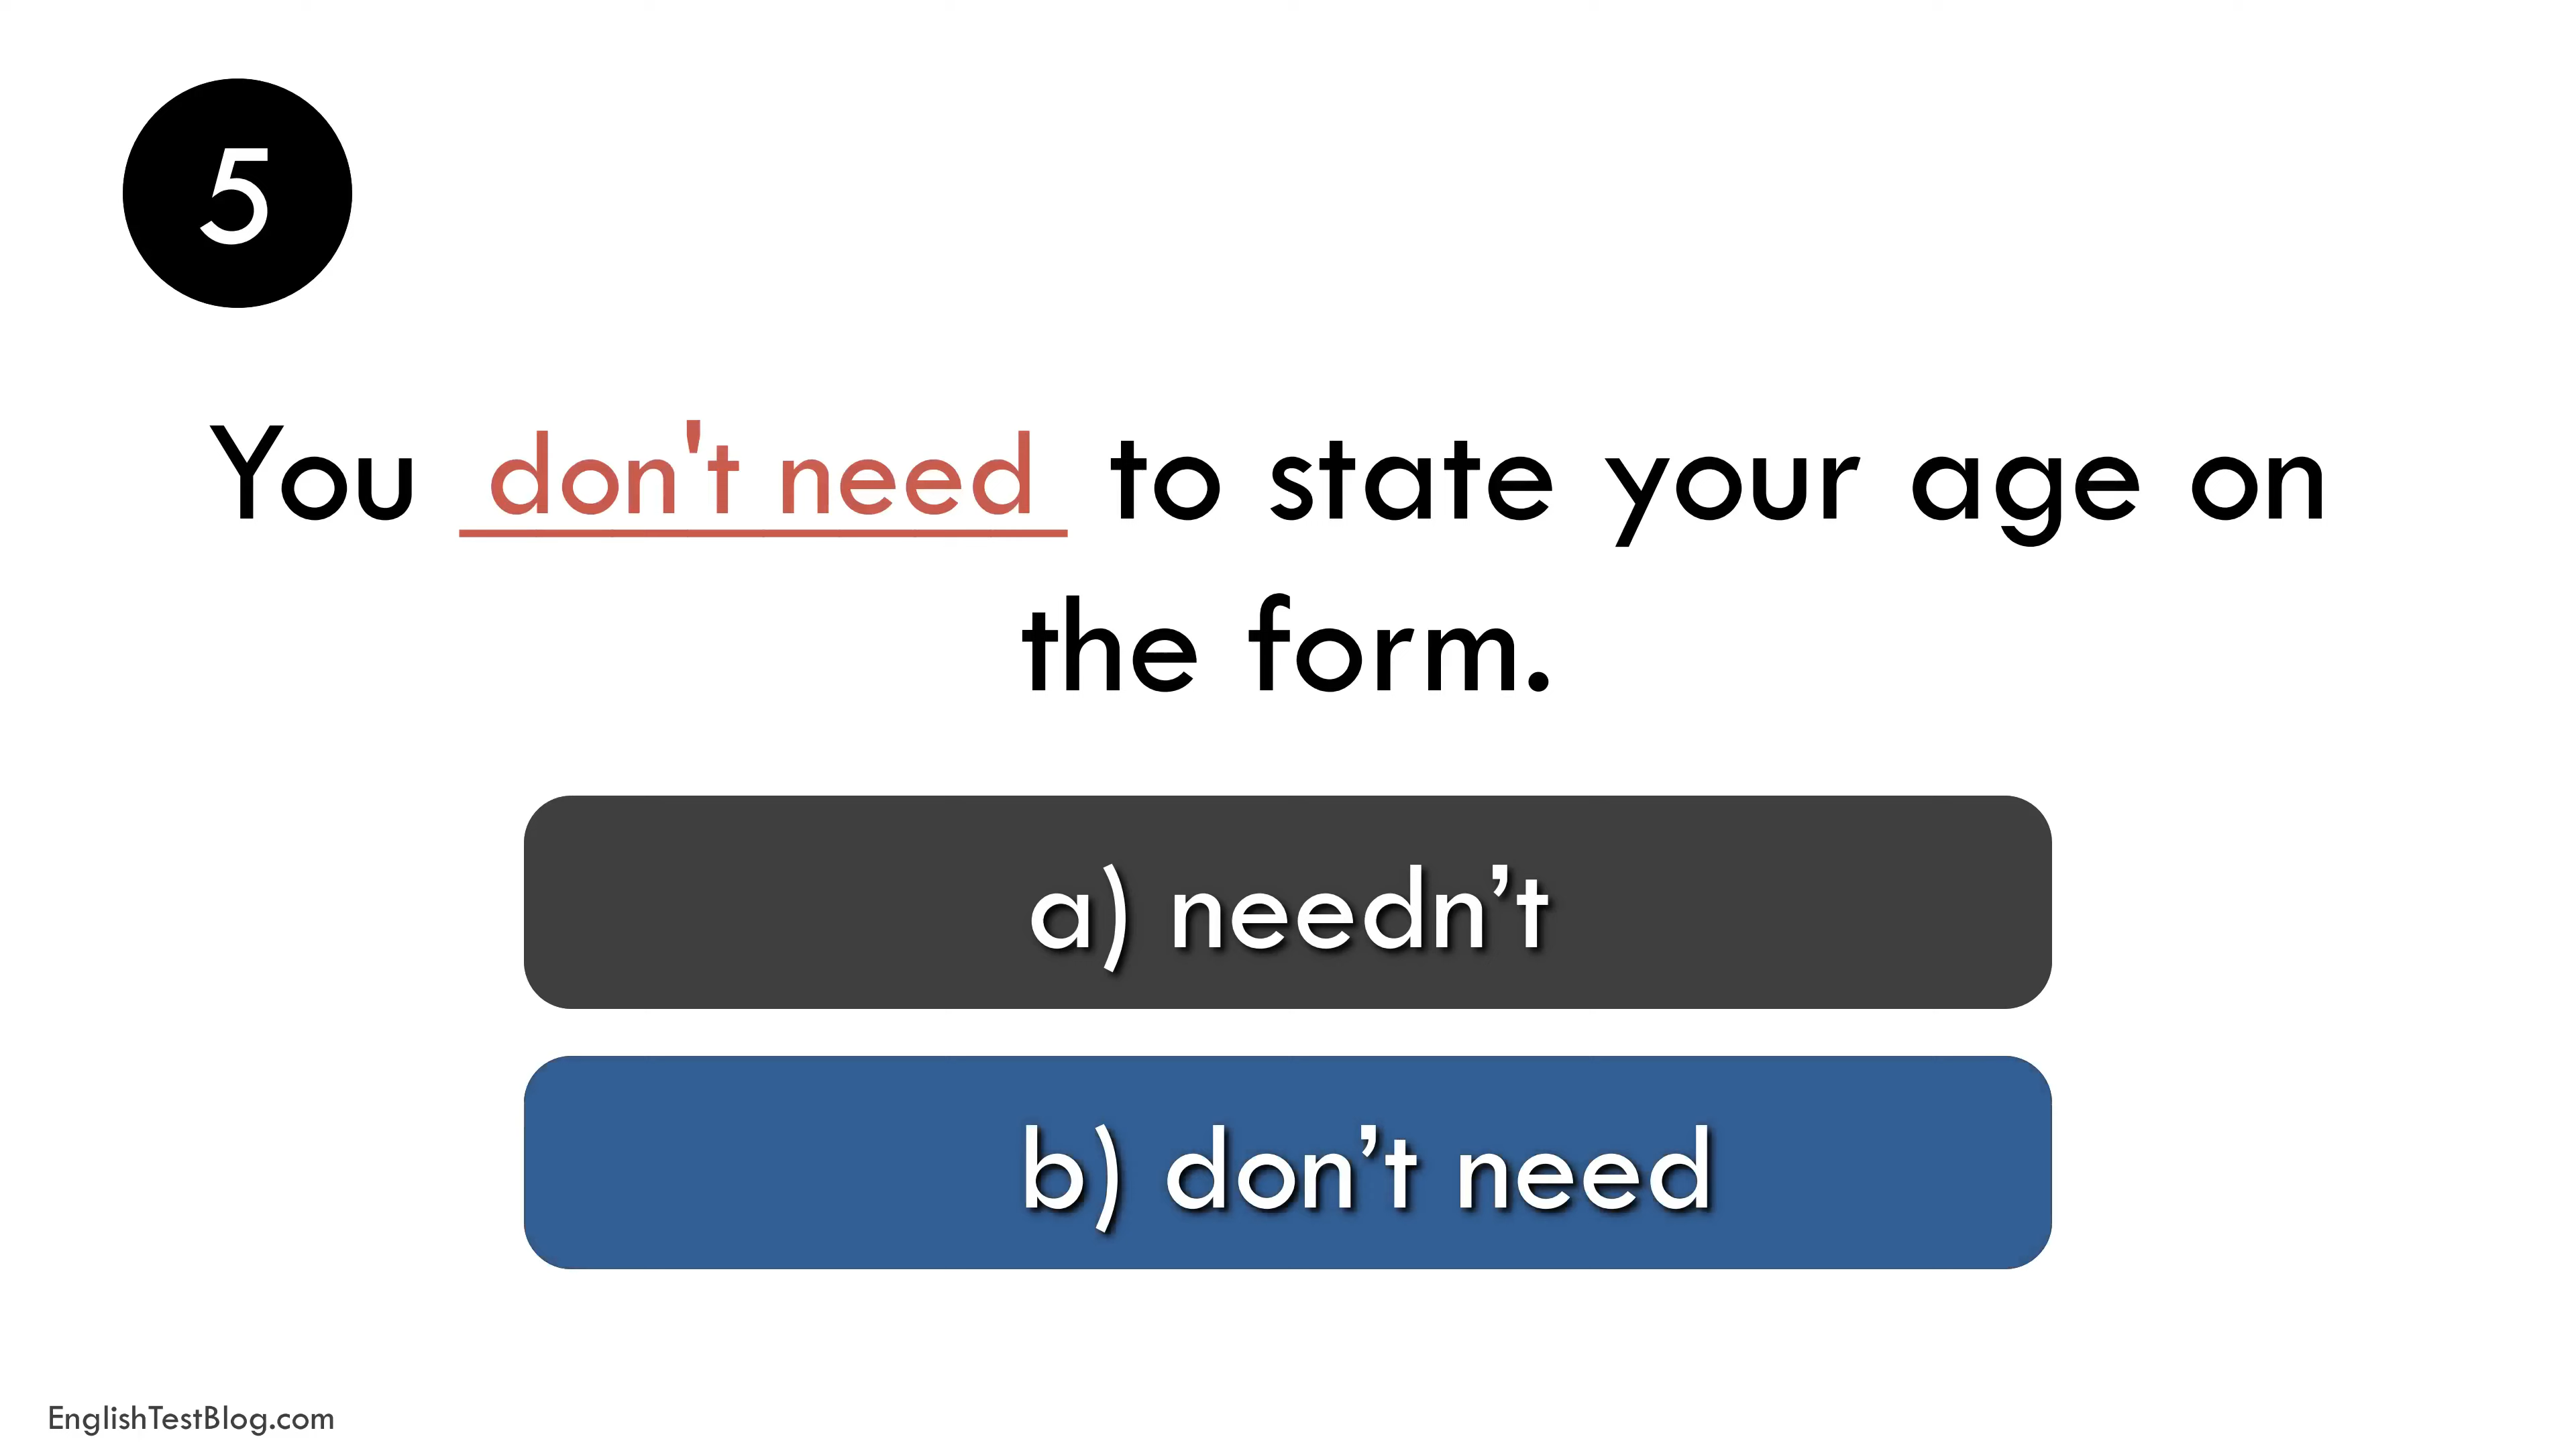 5
You don't need to state your age on
the form.
a) needn’t
b) don’t need
EnglishTestBlog.com